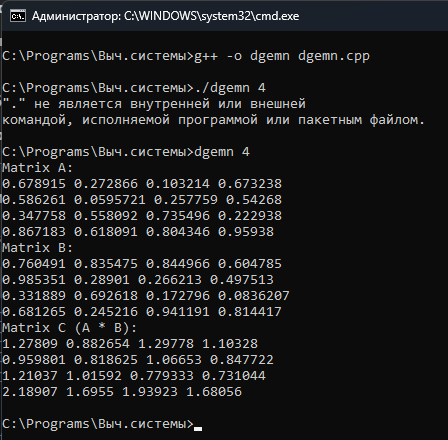 Администратор: C:\WINDOWS\system32\cmd.exe
C:\Programs\Выч.системы>g++ -o dgemn dgemn.cpp
C:\Programs\Выч.системы>./dgemn 4
"." не является внутренней или внешней
командой, исполняемой программой или пакетным файлом.
C:\Programs\Выч.системы>dgemn 4
Matrix A:
0.678915 0.272866 0.103214 0.673238
0.586261 0.0595721 0.257759 0.54268
0.347758 0.558092 0.735496 0.222938
0.867183 0.618091 0.804346 0.95938
Matrix B:
0.760491 0.835475 0.844966 0.604785
0.985351 0.28901 0.266213 0.497513
0.331889 0.692618 0.172796 0.0836207
0.681265 0.245216 0.941191 0.814417
Matrix C (A * B):
1.27809 0.882654 1.29778 1.10328
0.959801 0.818625 1.06653 0.847722
1.21037 1.01592 0.779333 0.731044
2.18907 1.6955 1.93923 1.68056
C:\Programs\Выч.системы>